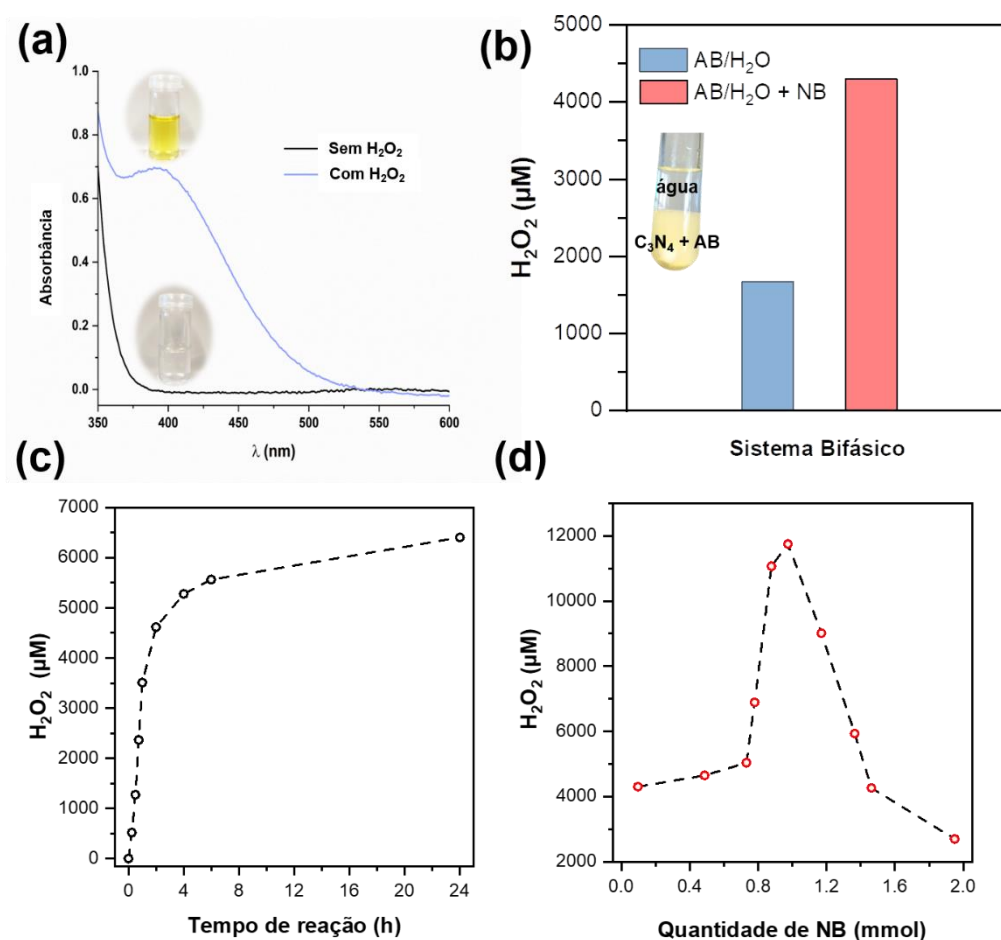 (a)
1.0
0.8
0.6
0.4
0.2
0.0
Absorbância
Sem H₂O₂
Com H₂O₂
350
400
450
500
550
600
λ (nm)
(b)
5000
4000
3000
2000
1000
0
H₂O₂ (µM)
AB/H₂O
AB/H₂O + NB
água
C₃N₄ + AB
Sistema Bifásico
(c)
7000
6000
5000
4000
3000
2000
1000
0
H₂O₂ (µM)
0
4
8
12
16
20
24
Tempo de reação (h)
(d)
12000
10000
8000
6000
4000
2000
H₂O₂ (µM)
0.0
0.4
0.8
1.2
1.6
2.0
Quantidade de NB (mmol)